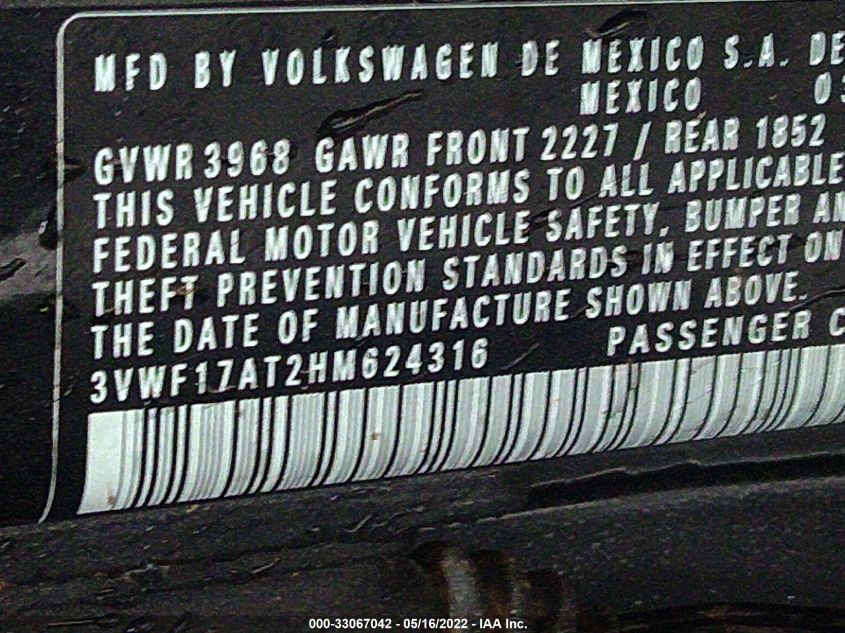 MFD BY VOLKSWAGEN DE MEXICO S.A. DE
MEXICO 03
GVWR 3968 GAWR FRONT 2227 / REAR 1852
THIS VEHICLE CONFORMS TO ALL APPLICABLE
FEDERAL MOTOR VEHICLE SAFETY, BUMPER AN
THEFT PREVENTION STANDARDS IN EFFECT ON
THE DATE OF MANUFACTURE SHOWN ABOVE.
3VWF17AT2HM624316 PASSENGER C
000-33067042 - 05/16/2022 - IAA Inc.